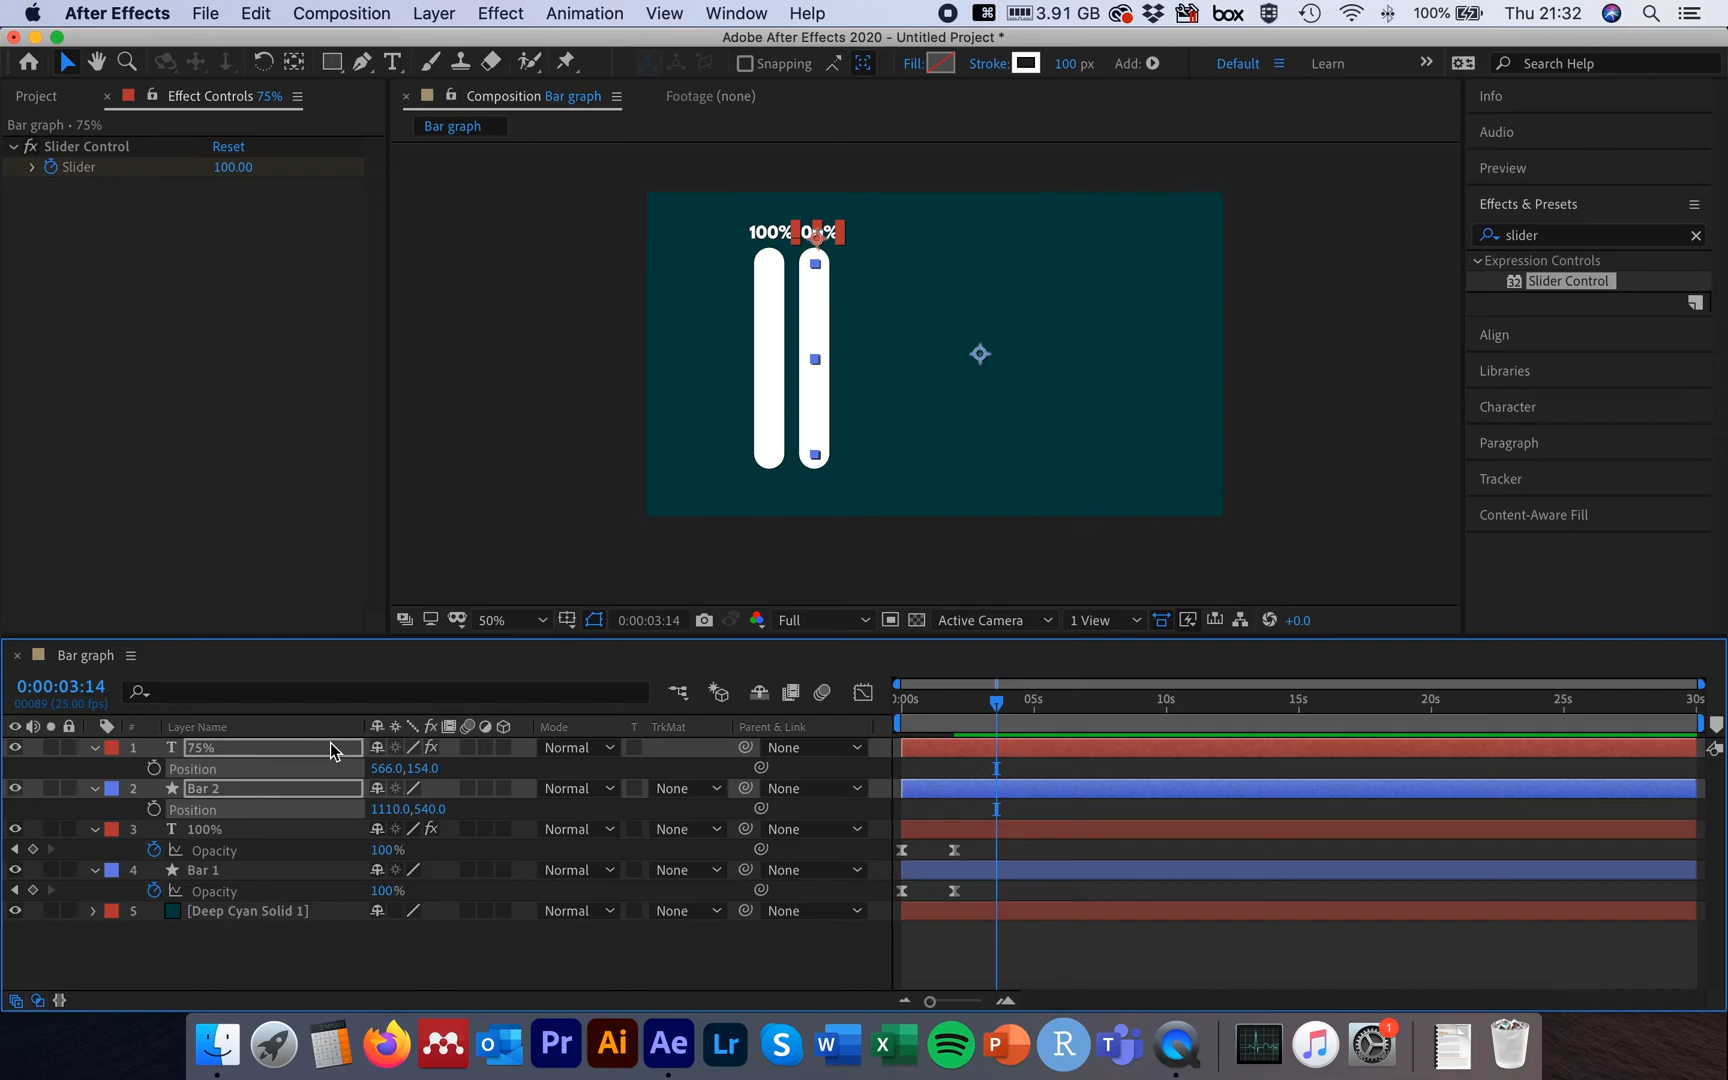 After Effects File Edit Composition Layer Effect Animation View Window Help 3.91 GB box 100% Thu 21:32
Adobe After Effects 2020 - Untitled Project *
Snapping Fill: Stroke: 100 px Add: Default Learn Search Help
Project Effect Controls 75% Composition Bar graph Footage (none) Info
Bar graph • 75% Bar graph
Slider Control Reset Audio
Slider 100.00 Preview
Effects & Presets
100% slider
Expression Controls
32 Slider Control
Align
Libraries
Character
Paragraph
Tracker
Content-Aware Fill
50% 0:00:03:14 Full Active Camera 1 View +0.0
Bar graph
0:00:03:14
00089 (25.00 fps) 0:00s 05s 10s 15s 20s 25s 30s
# Layer Name Mode T TrkMat Parent & Link
1 T 75% Normal None
Position 566.0,154.0
2 Bar 2 Normal None None
Position 1110.0,540.0
3 T 100% Normal None None
Opacity 100%
4 Bar 1 Normal None None
Opacity 100%
5 [Deep Cyan Solid 1] Normal None None
Pr Ai Ae Lr S W X P R T 1